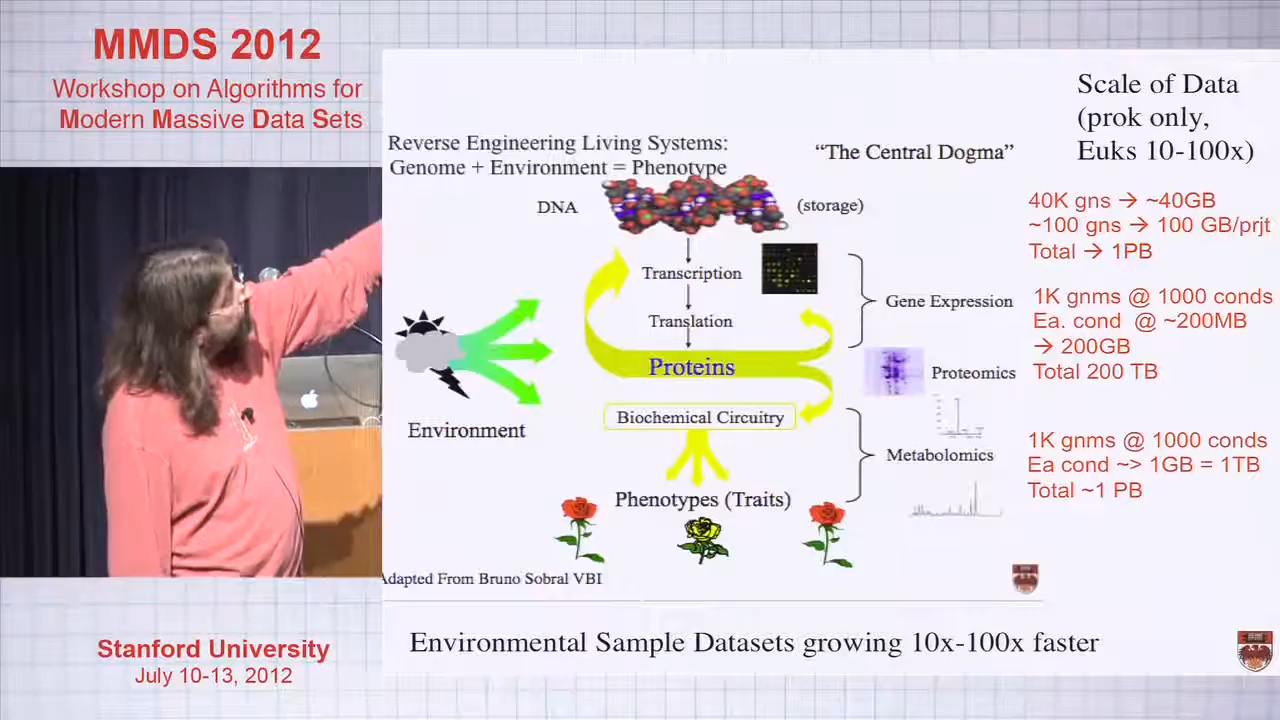 MMDS 2012
Workshop on Algorithms for
Modern Massive Data Sets
Scale of Data
(prok only,
Euks 10-100x)
Reverse Engineering Living Systems:
Genome + Environment = Phenotype
“The Central Dogma”
DNA
(storage)
40K gns → ~40GB
~100 gns → 100 GB/prjt
Total → 1PB
Transcription
Translation
Proteins
Gene Expression
1K gnms @ 1000 conds
Ea. cond @ ~200MB
→ 200GB
Total 200 TB
Proteomics
Environment
Biochemical Circuitry
Metabolomics
1K gnms @ 1000 conds
Ea cond ~> 1GB = 1TB
Total ~1 PB
Phenotypes (Traits)
Adapted From Bruno Sobral VBI
Environmental Sample Datasets growing 10x-100x faster
Stanford University
July 10-13, 2012